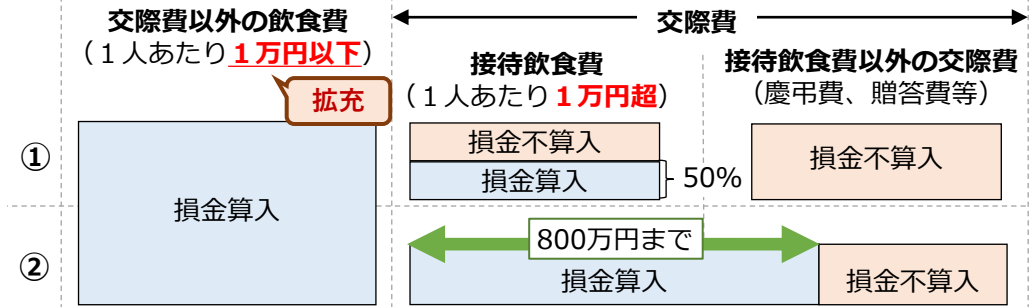 交際費以外の飲食費
（１人あたり１万円以下）
拡充
交際費
接待飲食費
（１人あたり１万円超）
接待飲食費以外の交際費
（慶弔費、贈答費等）
①
損金算入
損金不算入
損金算入
50%
損金不算入
②
800万円まで
損金算入
損金不算入